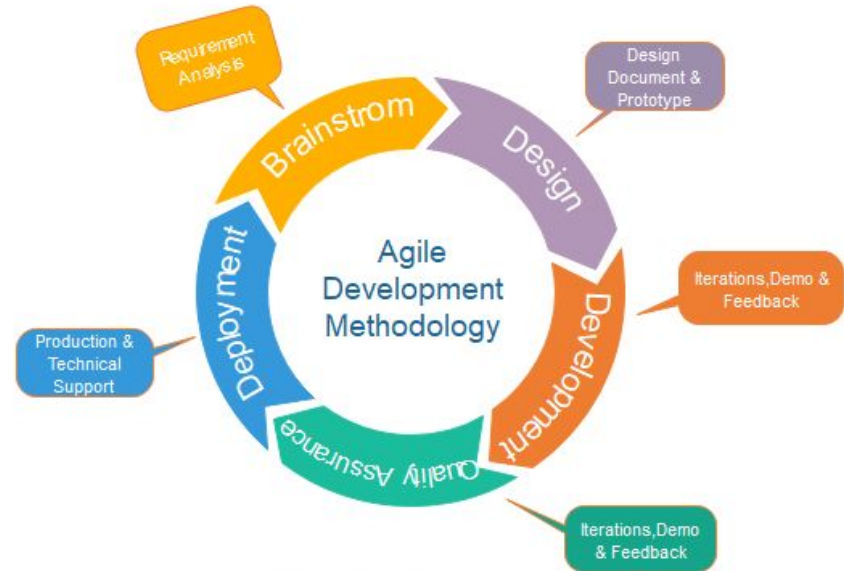 Requirement
Analysis
Brainstrom
Design
Document &
Prototype
Design
Iterations,Demo &
Feedback
Development
Agile
Development
Methodology
Production &
Technical
Support
Deployment
Quality Assurance
Iterations,Demo
& Feedback